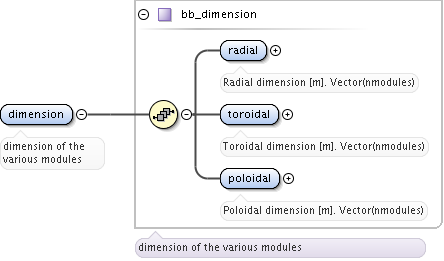 bb_dimension
radial
Radial dimension [m]. Vector(nmodules)
dimension
dimension of the
various modules
toroidal
Toroidal dimension [m]. Vector(nmodules)
poloidal
Poloidal dimension [m]. Vector(nmodules)
dimension of the various modules